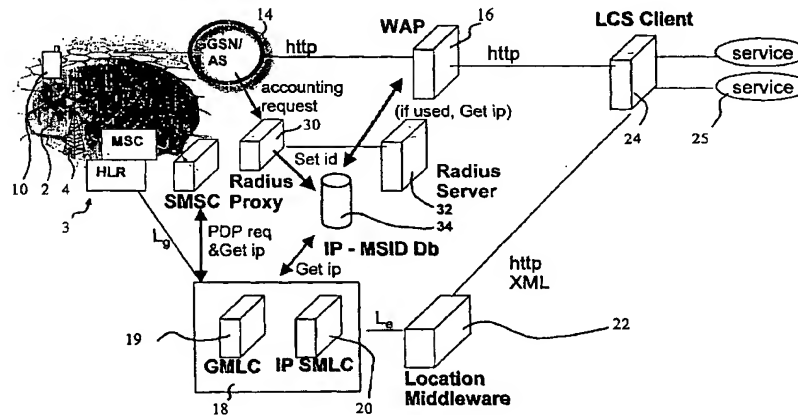 14
GGSN/
AS
http
WAP
16
http
LCS Client
service
service
accounting
request
(if used, Get ip)
30
24
25
MSC
HLR
10
2
4
3
SMSC
Radius
Proxy
Set id
Radius
Server
32
34
IP - MSID Db
Lg
PDP req
&Get ip
Get ip
http
XML
19
GMLC
IP SMLC
18
20
Le
22
Location
Middleware